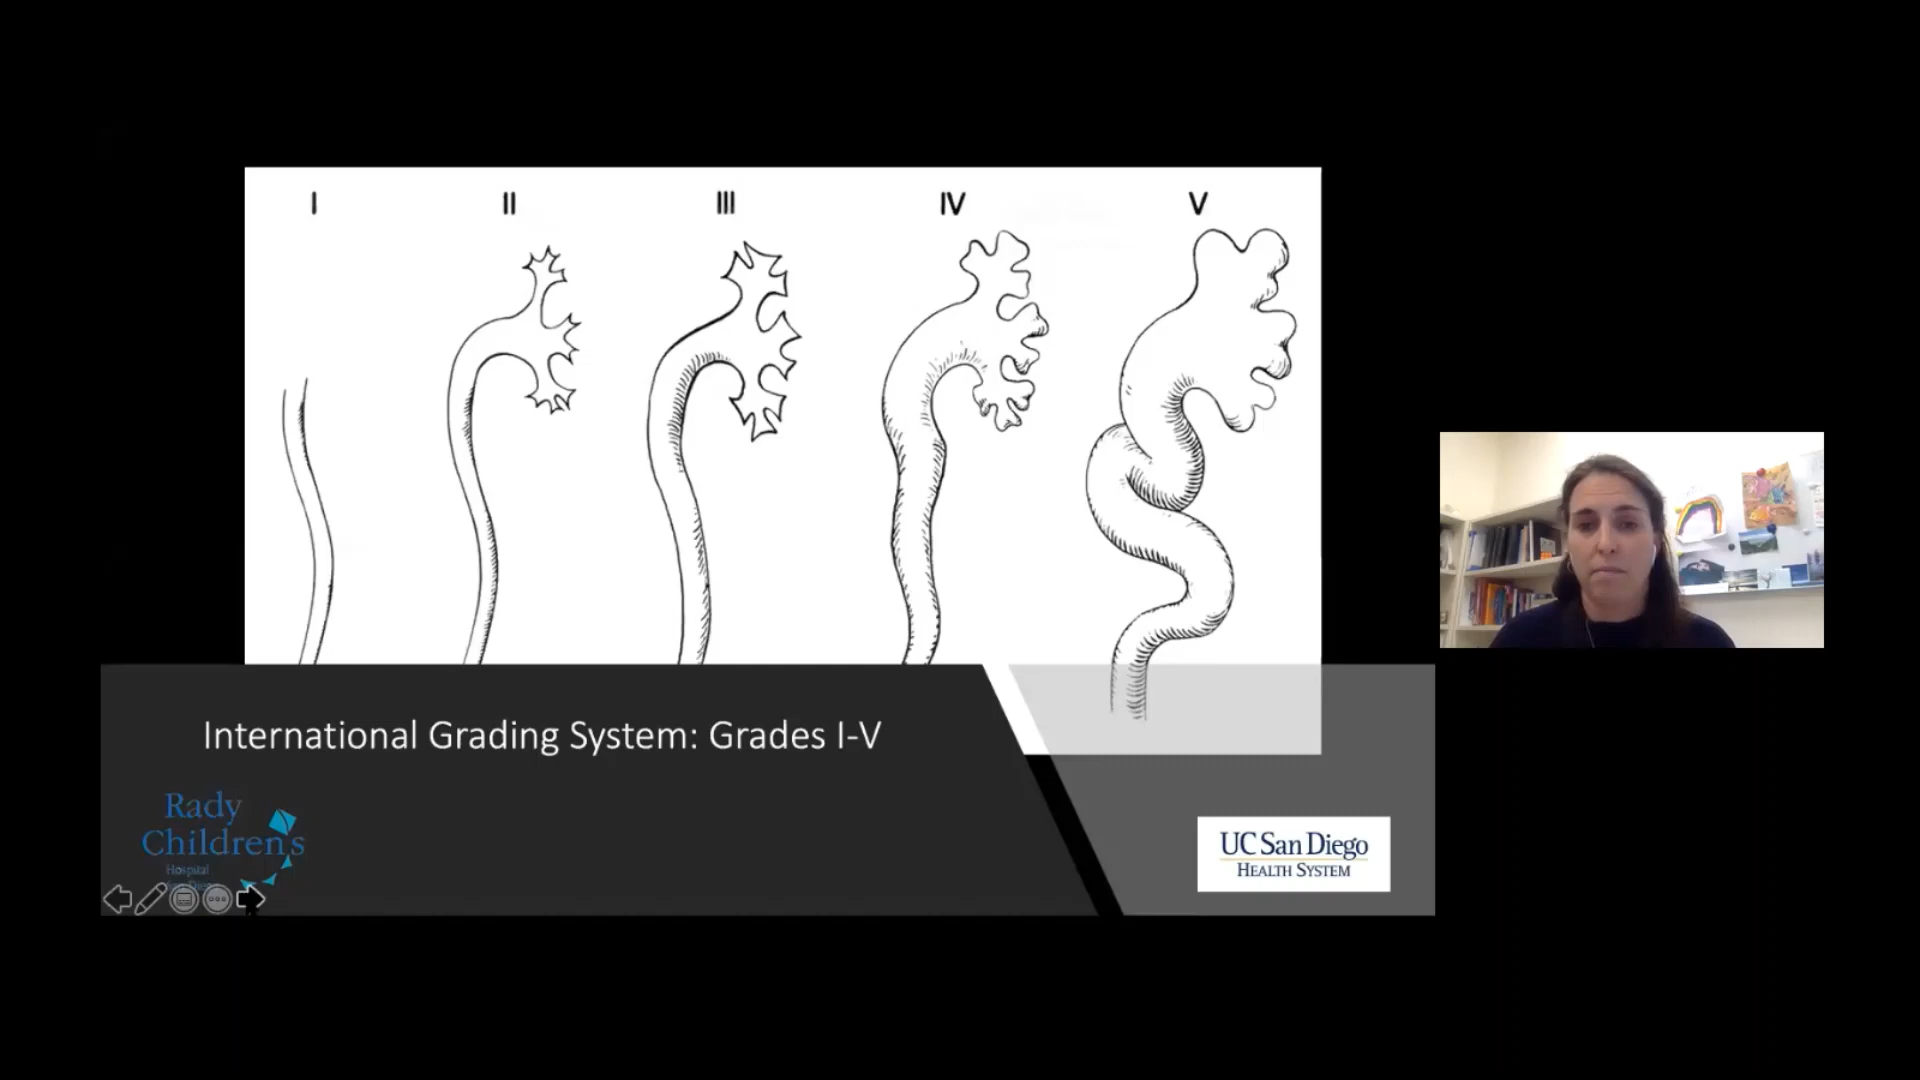 I II III IV V
International Grading System: Grades I-V
Rady
Children's
Hospital
UC San Diego
HEALTH SYSTEM